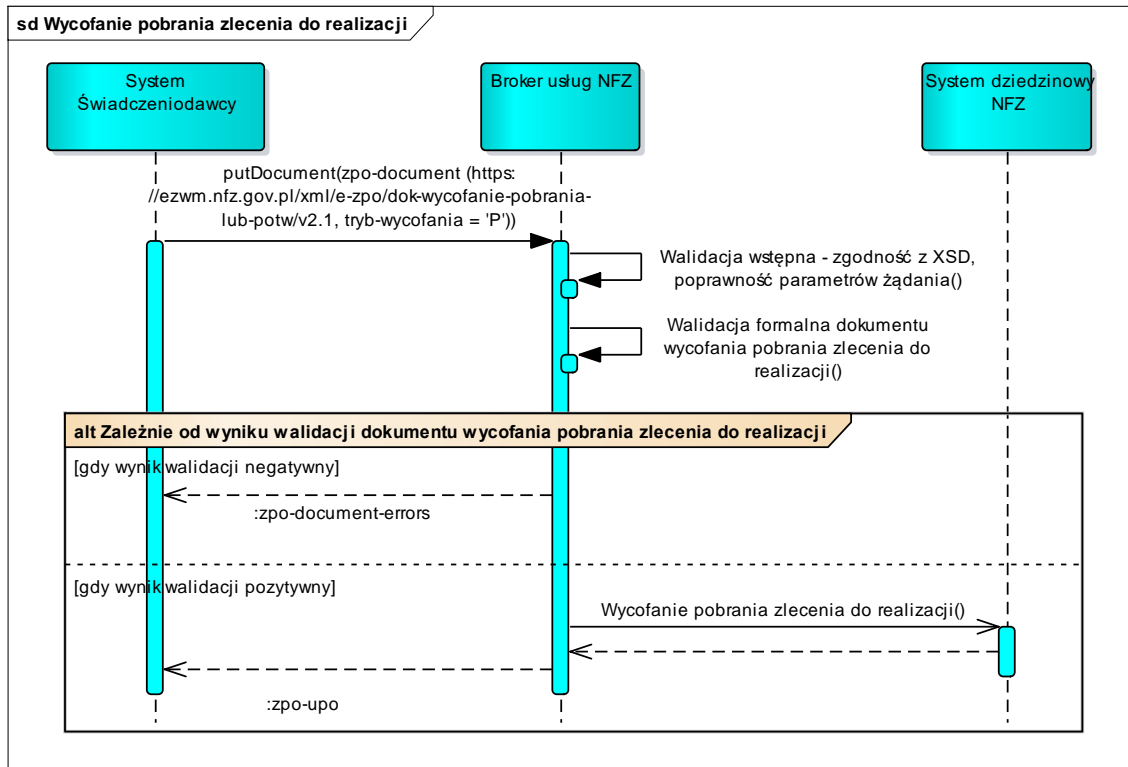 sd Wycofanie pobrania zlecenia do realizacji
System
Świadczeniodawcy
Broker usług NFZ
System dziedzinowy
NFZ
putDocument(zpo-document (https:
//ezwm.nfz.gov.pl/xml/e-zpo/dok-wycofanie-pobrania-
lub-potw/v2.1, tryb-wycofania = 'P'))
Walidacja wstępna - zgodność z XSD,
poprawność parametrów żądania()
Walidacja formalna dokumentu
wycofania pobrania zlecenia do
realizacji()
alt Zależnie od wyniku walidacji dokumentu wycofania pobrania zlecenia do realizacji
[gdy wynik walidacji negatywny]
:zpo-document-errors
[gdy wynik walidacji pozytywny]
Wycofanie pobrania zlecenia do realizacji()
:zpo-upo